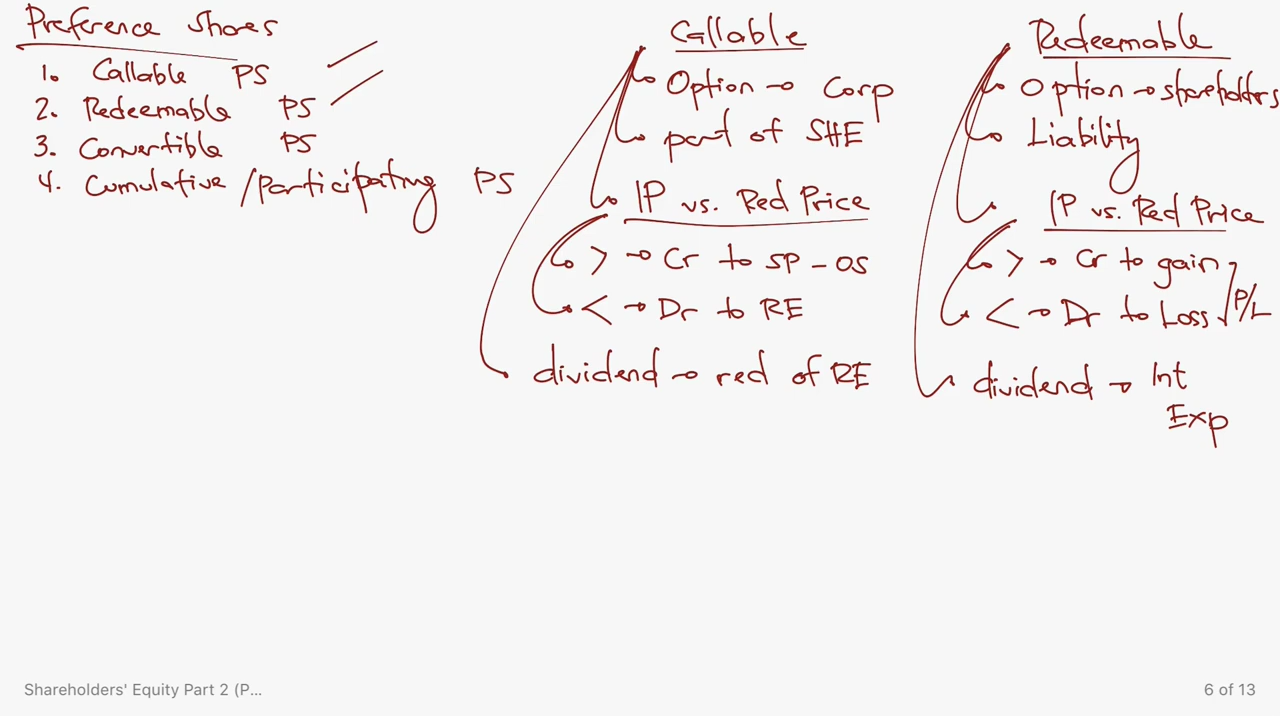 Preference Shares
1. Callable PS
2. Redeemable PS
3. Convertible PS
4. Cumulative / Participating PS
Callable
Option → Corp
part of SHE
IP vs. Red Price
> → Cr to SP - OS
< → Dr to RE
dividend → red of RE
Redeemable
Option → shareholders
Liability
IP vs. Red Price
> → Cr to gain
< → Dr to Loss
P/L
dividend → Int
Exp
Shareholders' Equity Part 2 (P...
6 of 13